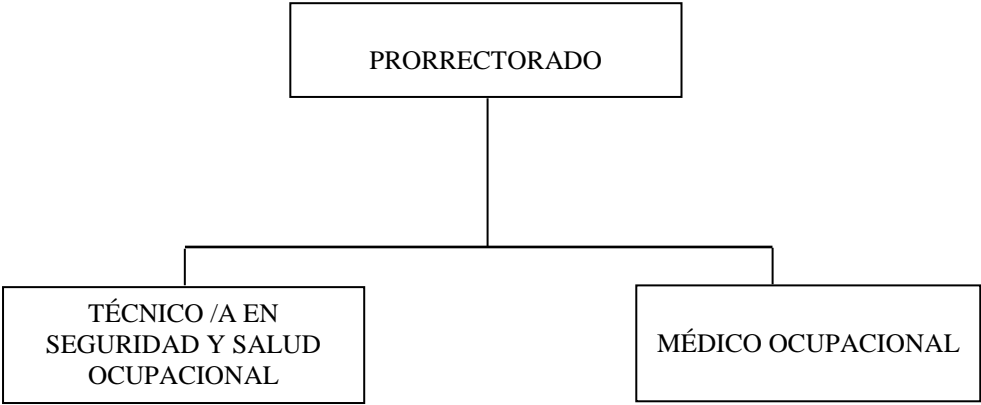 PRORRECTORADO
TÉCNICO /A EN
SEGURIDAD Y SALUD
OCUPACIONAL
MÉDICO OCUPACIONAL